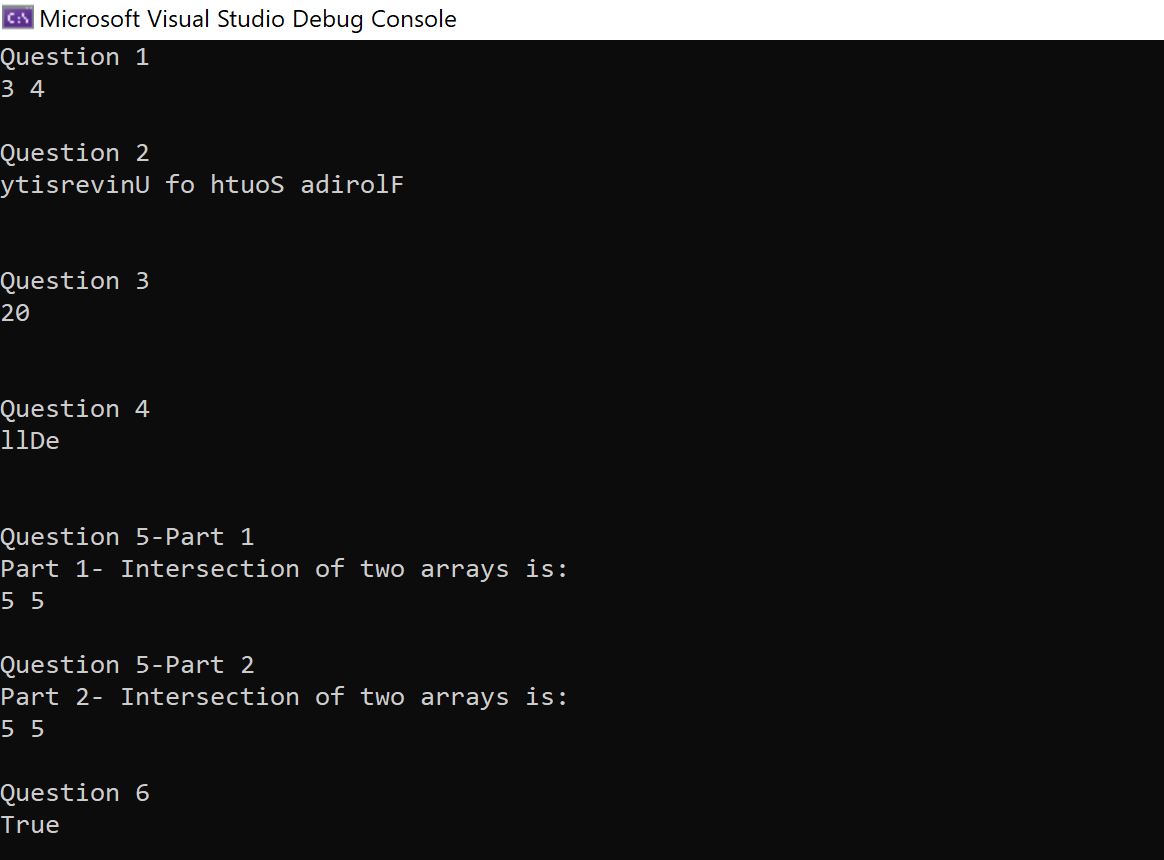 C:\ Microsoft Visual Studio Debug Console
Question 1
3 4
Question 2
ytisrevinU fo htuoS adirolF
Question 3
20
Question 4
llDe
Question 5-Part 1
Part 1- Intersection of two arrays is:
5 5
Question 5-Part 2
Part 2- Intersection of two arrays is:
5 5
Question 6
True